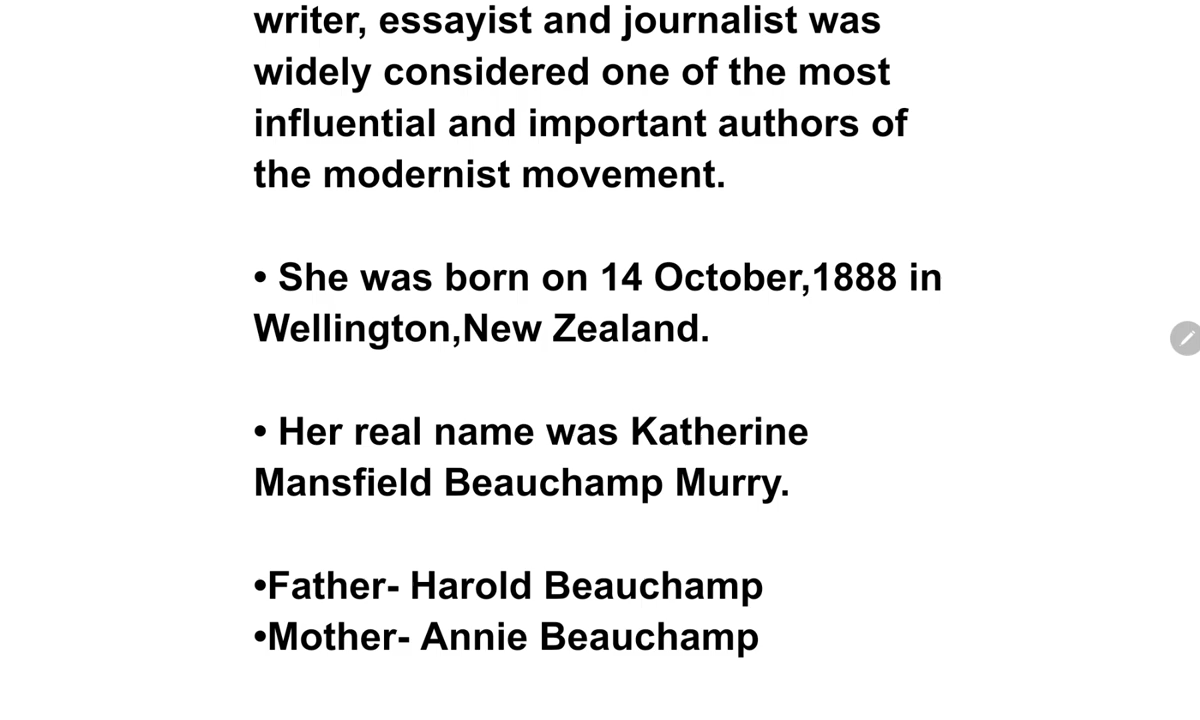 writer, essayist and journalist was
widely considered one of the most
influential and important authors of
the modernist movement.
• She was born on 14 October,1888 in
Wellington,New Zealand.
• Her real name was Katherine
Mansfield Beauchamp Murry.
•Father- Harold Beauchamp
•Mother- Annie Beauchamp